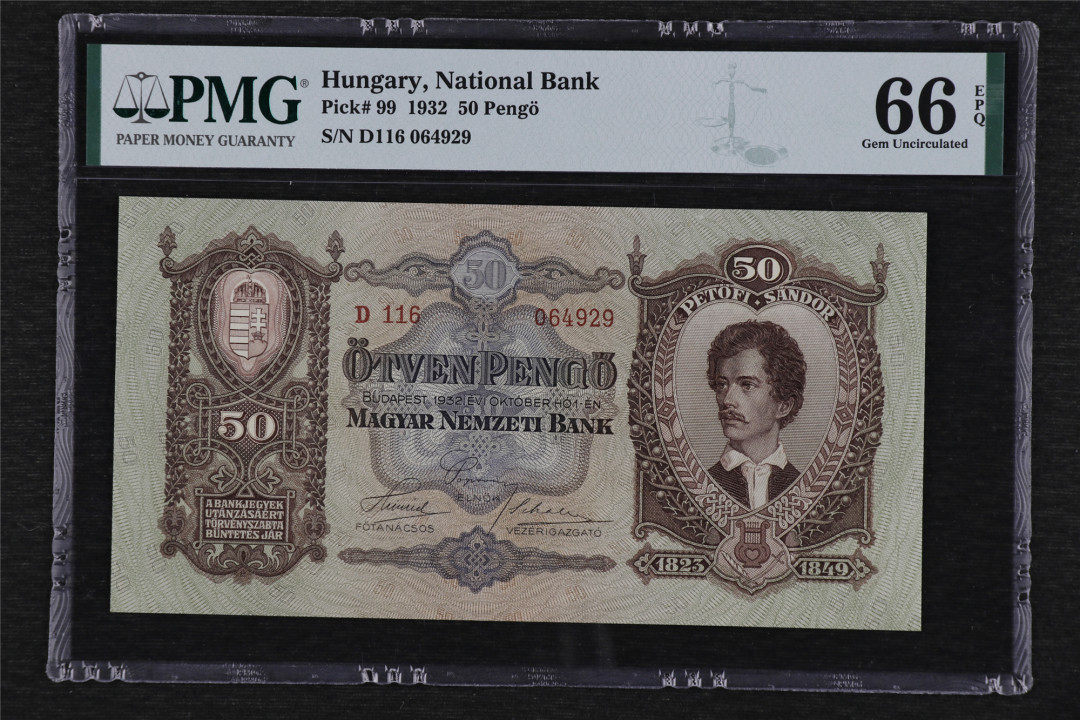 PMG®
PAPER MONEY GUARANTY
Hungary, National Bank
Pick# 99 1932 50 Pengö
S/N D116 064929
66
EPQ
Gem Uncirculated
50
50
PETŐFI · SÁNDOR
D 116 064929
ÖTVEN PENGŐ
BUDAPEST, 1932 ÉVI OKTÓBER HÓ 1-ÉN
MAGYAR NEMZETI BANK
50
ELNÖK
FŐTANÁCSOS
VEZÉRIGAZGATÓ
A BANKJEGYEK
UTÁNZÁSÁÉRT
TÖRVÉNYSZABTA
BÜNTETÉS JÁR
1823 1849